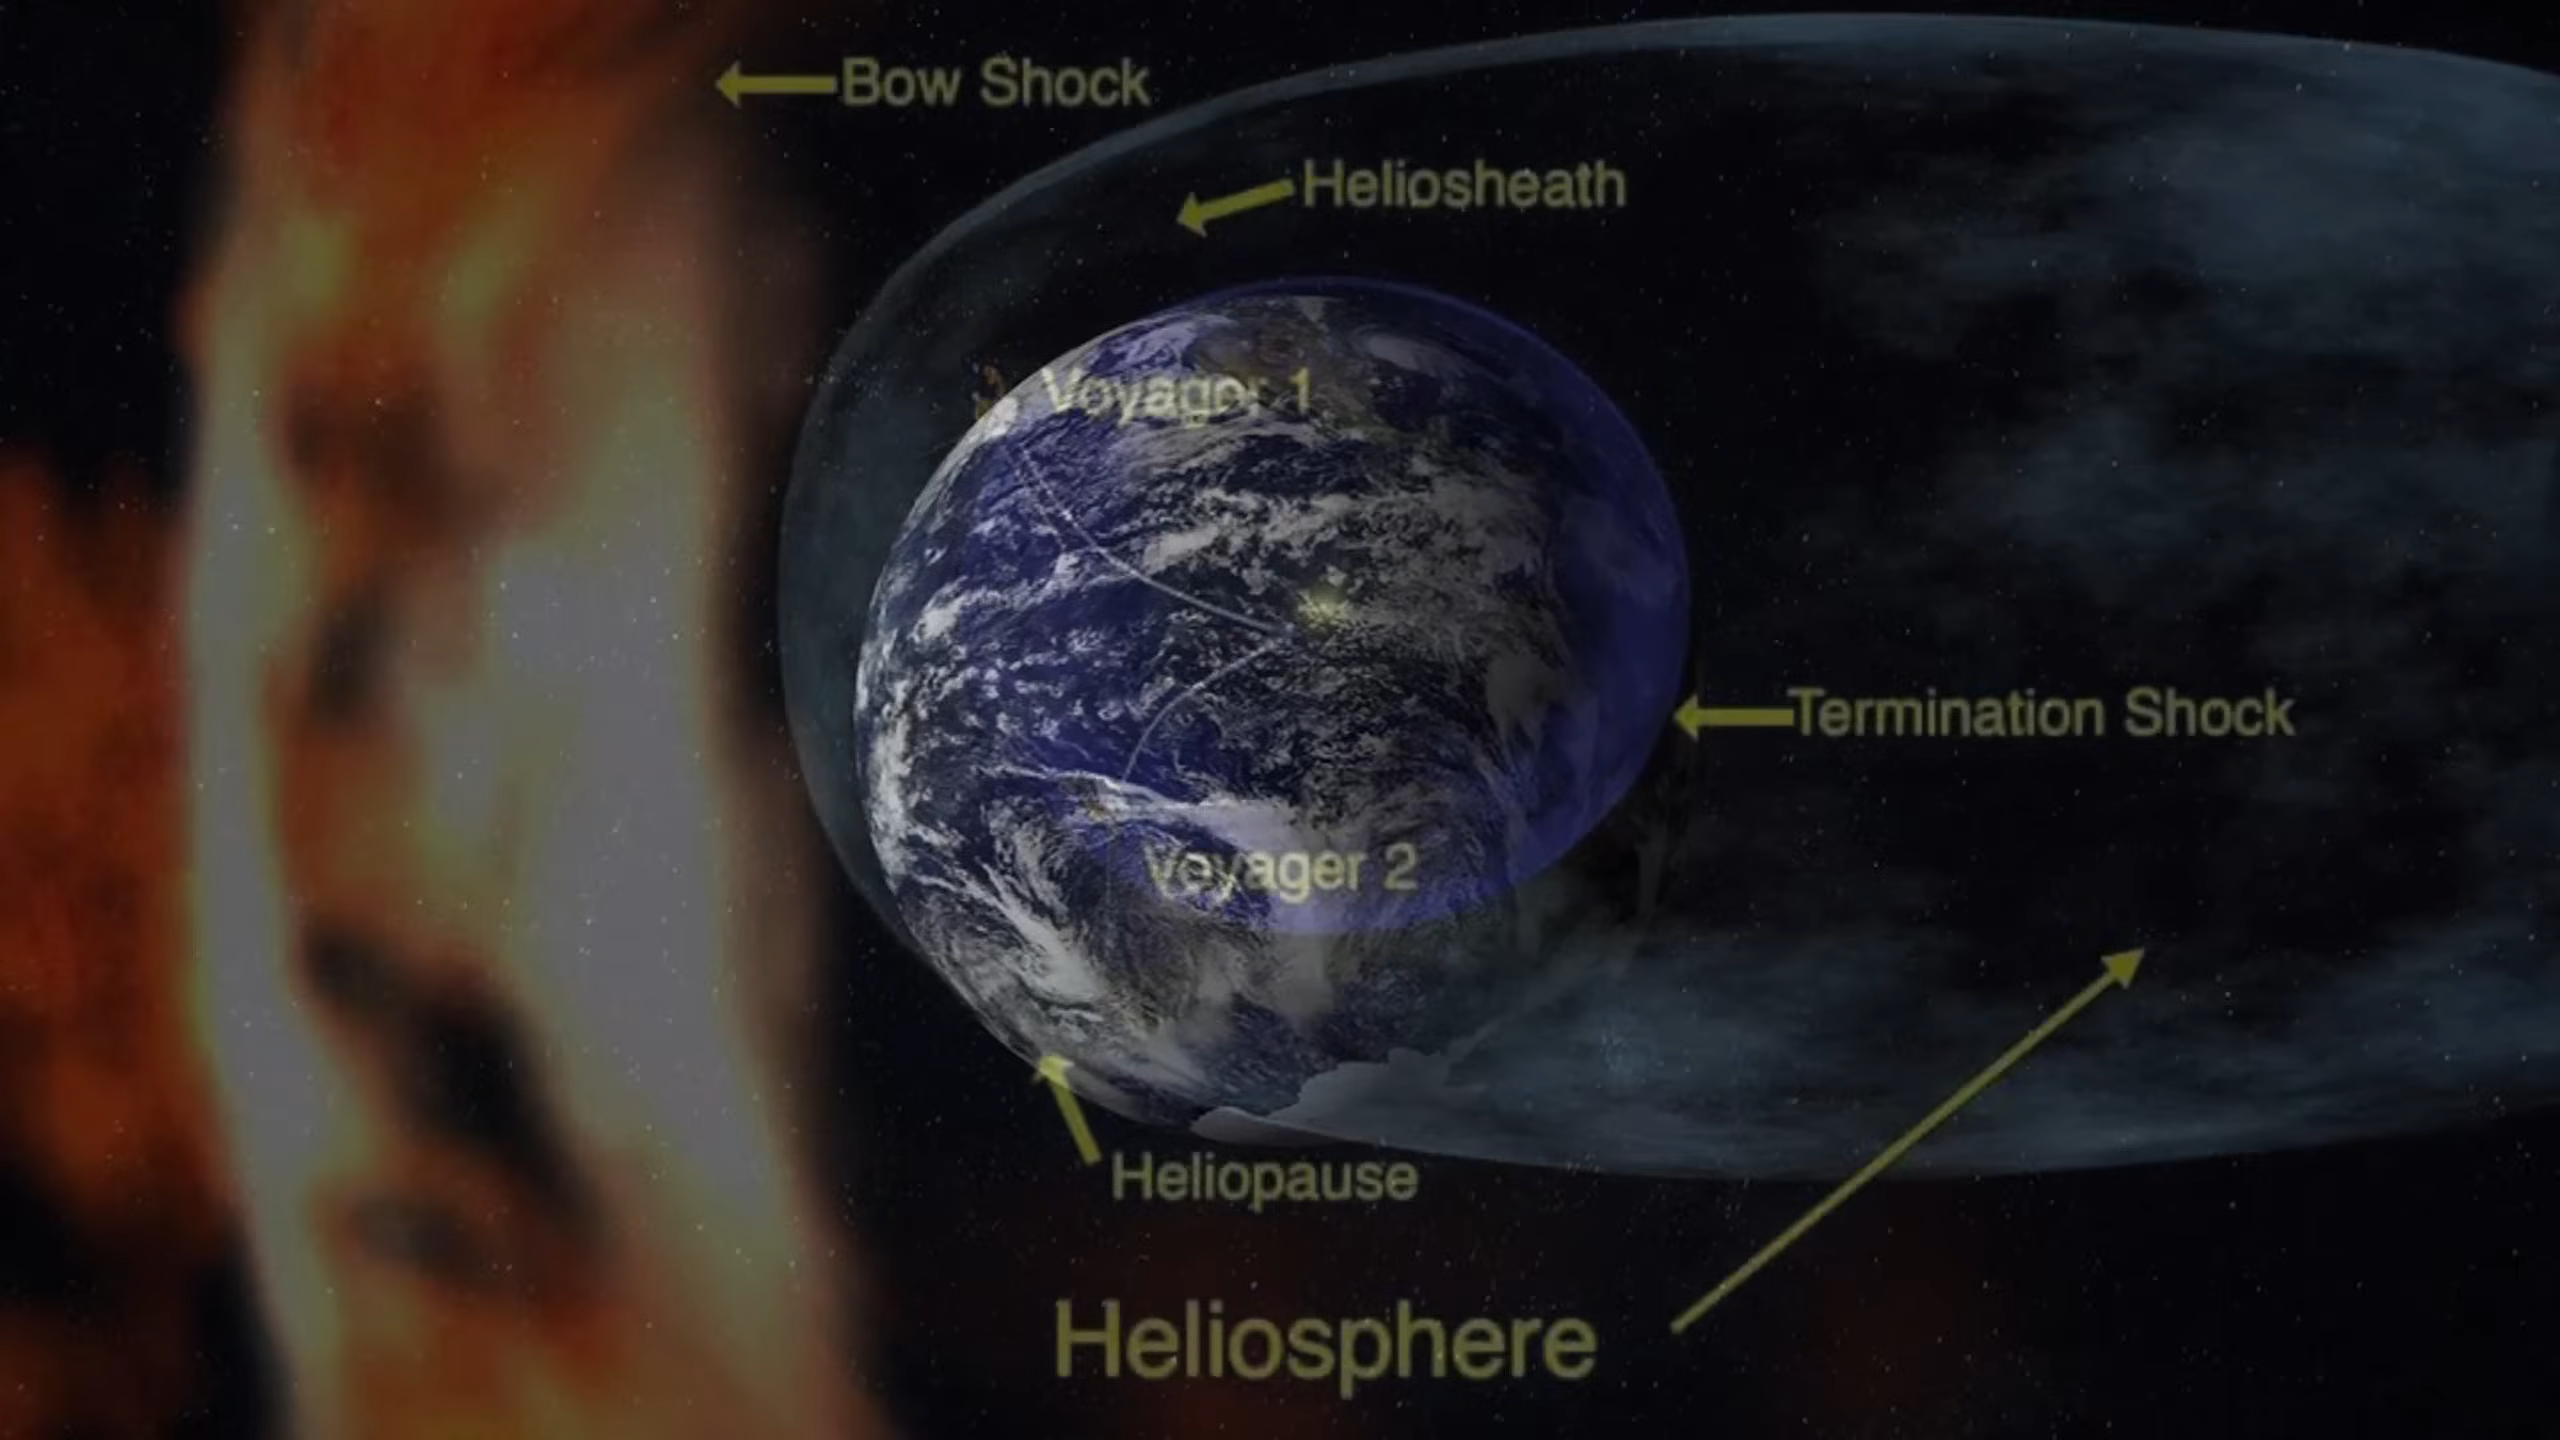 Bow Shock
Heliosheath
Voyager 1
Termination Shock
Voyager 2
Heliopause
Heliosphere